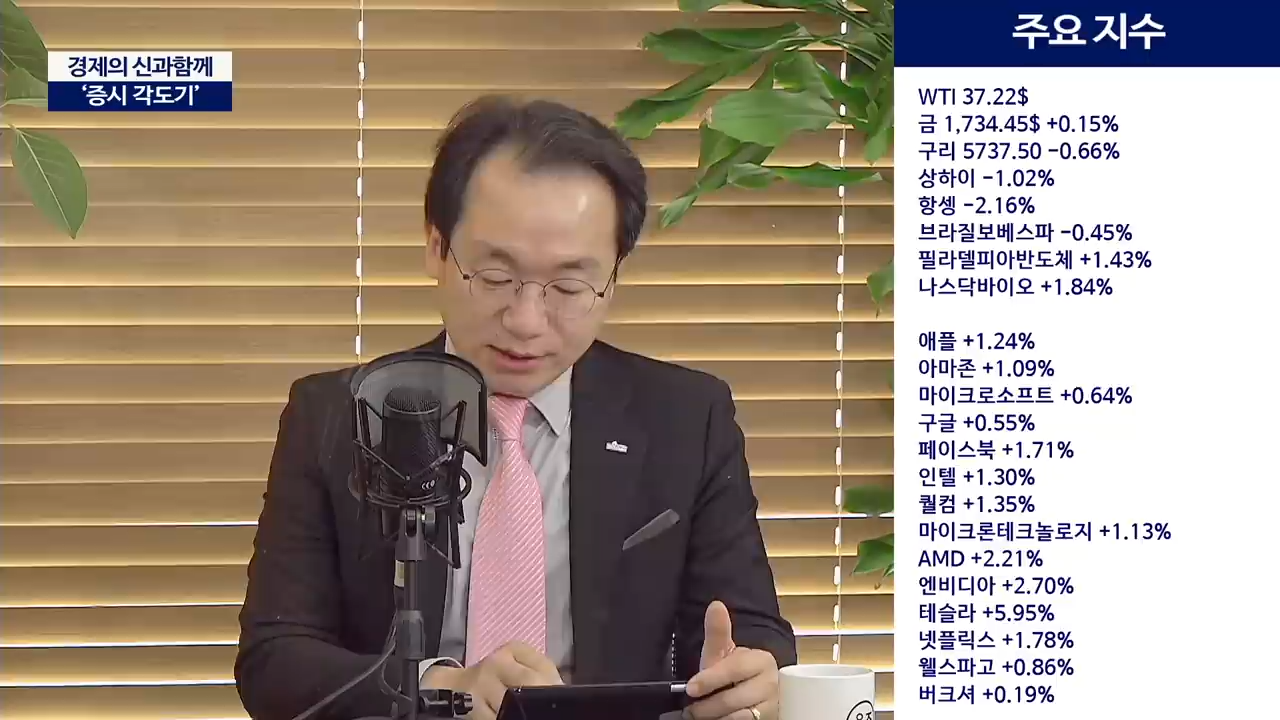 경제의 신과함께
‘증시 각도기’
주요 지수
WTI 37.22$
금 1,734.45$ +0.15%
구리 5737.50 -0.66%
상하이 -1.02%
항셍 -2.16%
브라질보베스파 -0.45%
필라델피아반도체 +1.43%
나스닥바이오 +1.84%
애플 +1.24%
아마존 +1.09%
마이크로소프트 +0.64%
구글 +0.55%
페이스북 +1.71%
인텔 +1.30%
퀄컴 +1.35%
마이크론테크놀로지 +1.13%
AMD +2.21%
엔비디아 +2.70%
테슬라 +5.95%
넷플릭스 +1.78%
웰스파고 +0.86%
버크셔 +0.19%